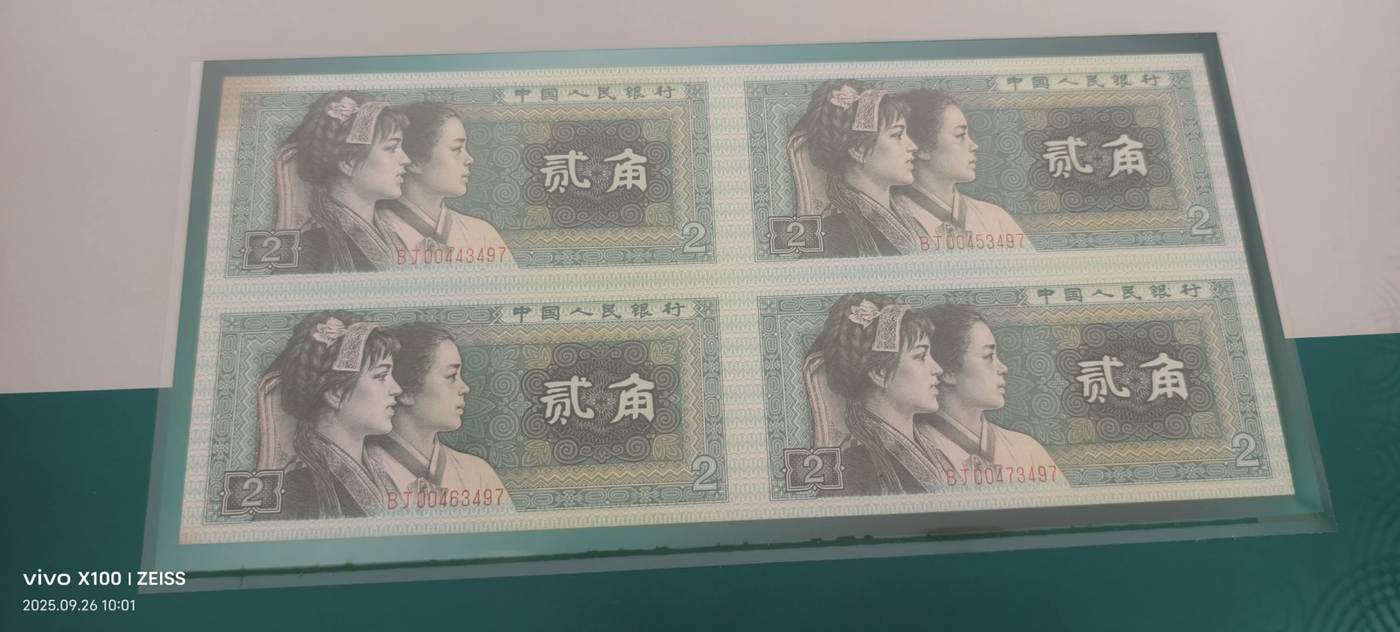 中国人民银行
贰角
2
2
BJ00443497
中国人民银行
贰角
2
2
BJ00453497
中国人民银行
贰角
2
2
BJ00463497
中国人民银行
贰角
2
2
BJ00473497
vivo X100 | ZEISS
2025.09.26 10:01